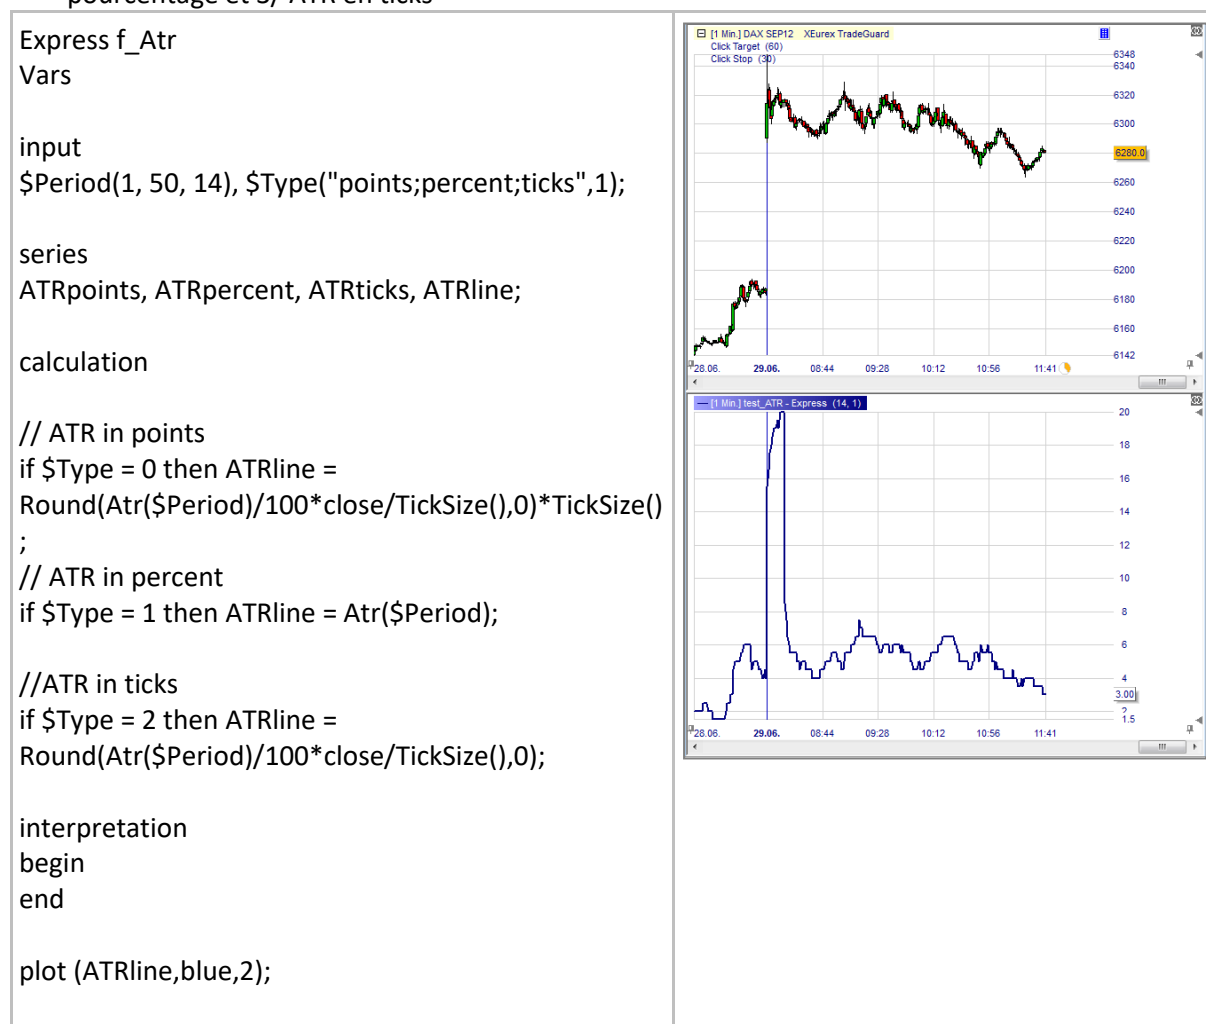 pourcentage et 3/ ATR en ticks
Express f_Atr
Vars
input
$Period(1, 50, 14), $Type("points;percent;ticks",1);
series
ATRpoints, ATRpercent, ATRticks, ATRline;
calculation
// ATR in points
if $Type = 0 then ATRline =
Round(Atr($Period)/100*close/TickSize(),0)*TickSize()
;
// ATR in percent
if $Type = 1 then ATRline = Atr($Period);
//ATR in ticks
if $Type = 2 then ATRline =
Round(Atr($Period)/100*close/TickSize(),0);
interpretation
begin
end
plot (ATRline,blue,2);
[1 Min.] DAX SEP12 XEurex TradeGuard
Click Target (60)
Click Stop (30)
6348
6340
6320
6300
6280.0
6260
6240
6220
6200
6180
6160
6142
28.06. 29.06. 08:44 09:28 10:12 10:56 11:41
[1 Min.] test_ATR - Express (14, 1)
20
18
16
14
12
10
8
6
4
3.00
2
1.5
28.06. 29.06. 08:44 09:28 10:12 10:56 11:41